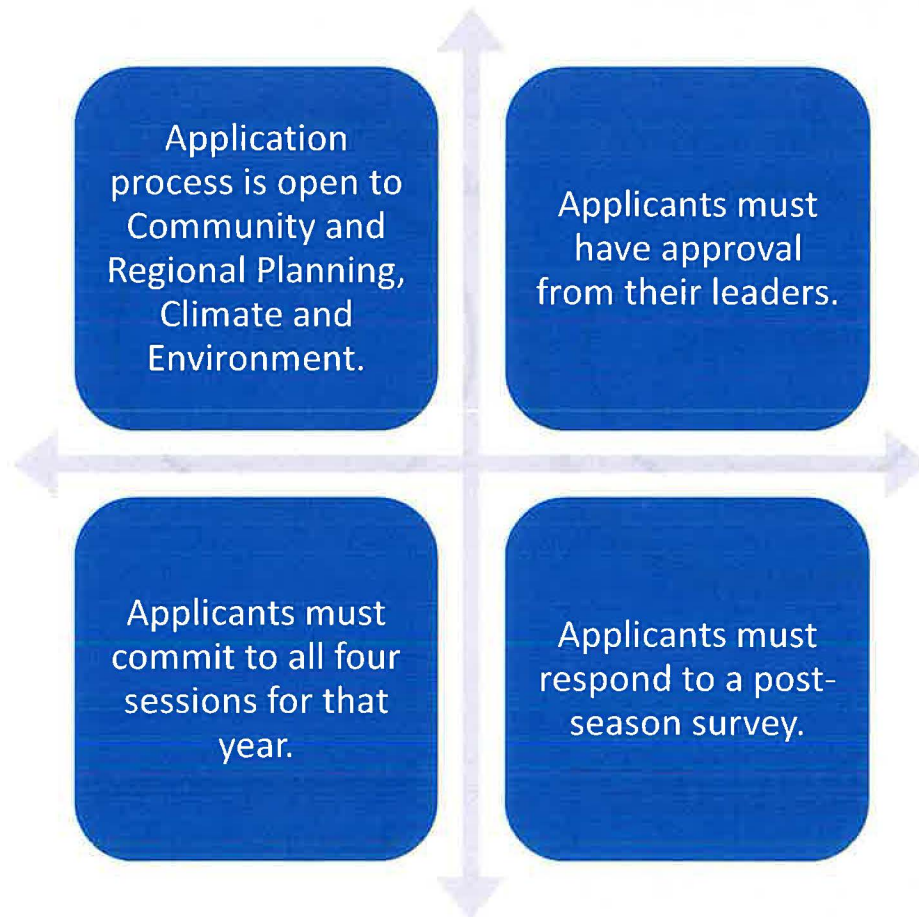 Application
process is open to
Community and
Regional Planning,
Climate and
Environment.
Applicants must
have approval
from their leaders.
Applicants must
commit to all four
sessions for that
year.
Applicants must
respond to a post-
season survey.